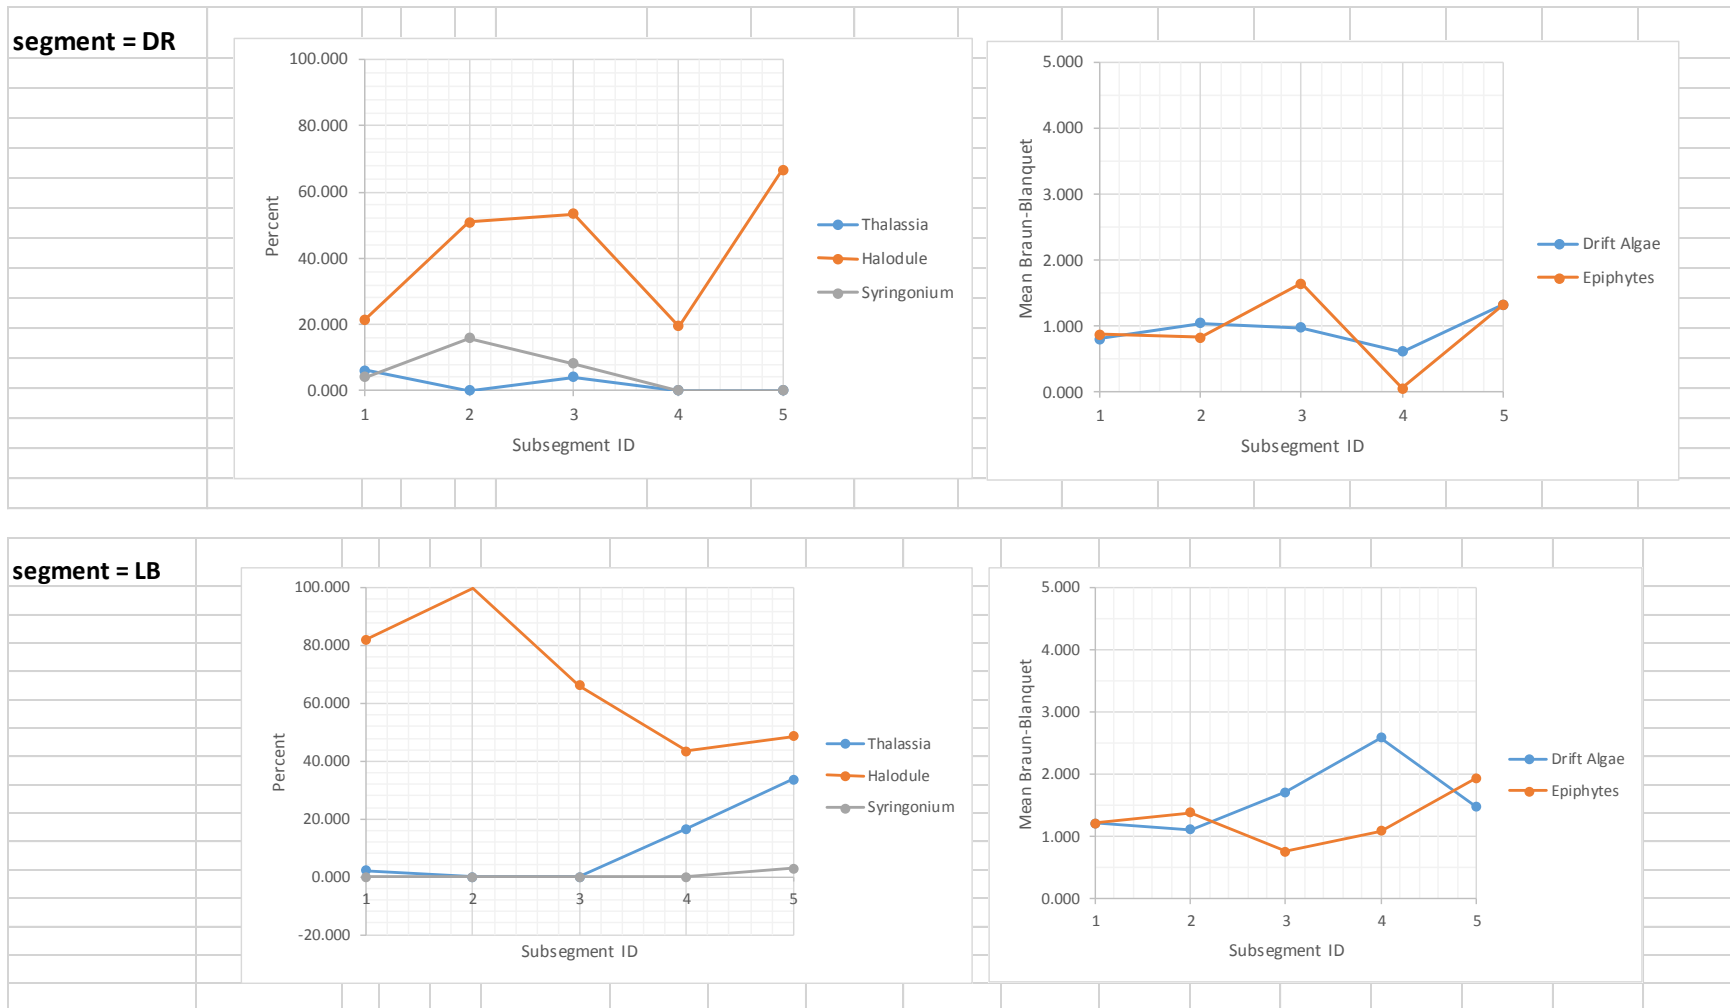 segment = DR
100.000
80.000
60.000
40.000
20.000
0.000
Percent
1 2 3 4 5
Subsegment ID
Thalassia
Halodule
Syringonium
5.000
4.000
3.000
2.000
1.000
0.000
Mean Braun-Blanquet
1 2 3 4 5
Subsegment ID
Drift Algae
Epiphytes
segment = LB
100.000
80.000
60.000
40.000
20.000
0.000
-20.000
Percent
1 2 3 4 5
Subsegment ID
Thalassia
Halodule
Syringonium
5.000
4.000
3.000
2.000
1.000
0.000
Mean Braun-Blanquet
1 2 3 4 5
Subsegment ID
Drift Algae
Epiphytes